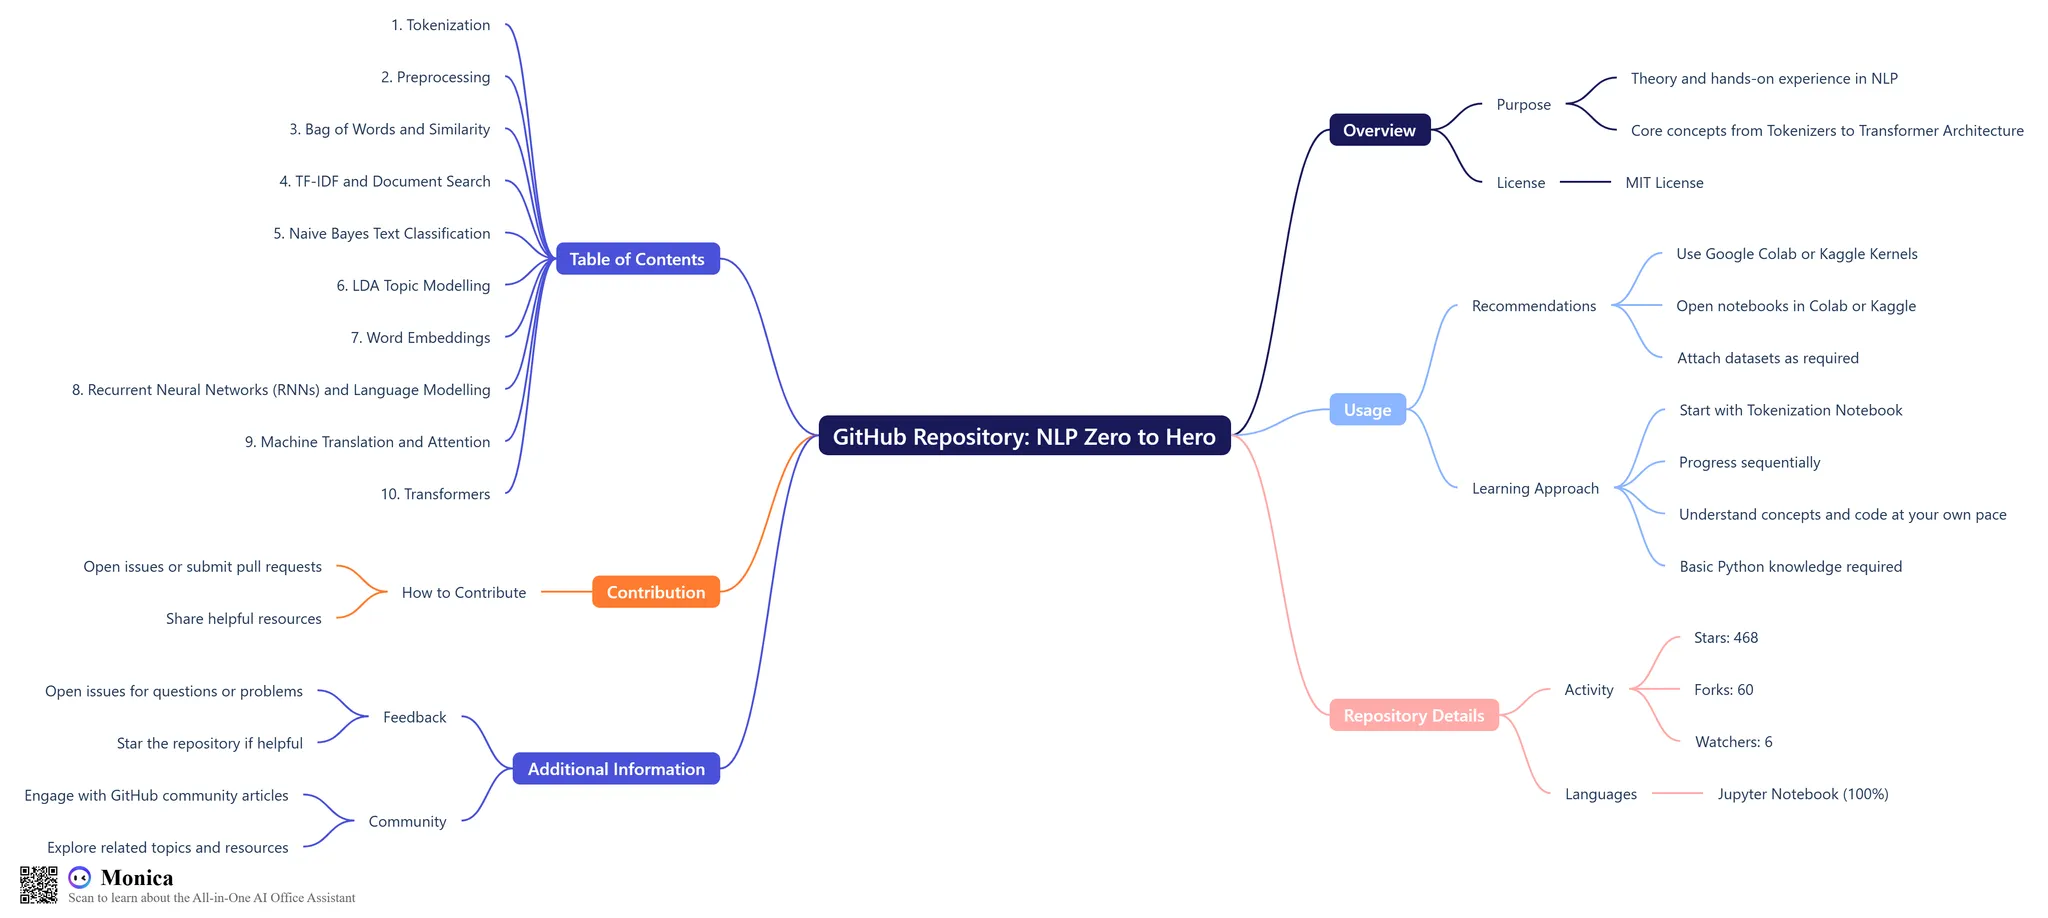 GitHub Repository: NLP Zero to Hero
Overview
Purpose
Theory and hands-on experience in NLP
Core concepts from Tokenizers to Transformer Architecture
License
MIT License
Usage
Recommendations
Use Google Colab or Kaggle Kernels
Open notebooks in Colab or Kaggle
Attach datasets as required
Learning Approach
Start with Tokenization Notebook
Progress sequentially
Understand concepts and code at your own pace
Basic Python knowledge required
Repository Details
Activity
Stars: 468
Forks: 60
Watchers: 6
Languages
Jupyter Notebook (100%)
Table of Contents
1. Tokenization
2. Preprocessing
3. Bag of Words and Similarity
4. TF-IDF and Document Search
5. Naive Bayes Text Classification
6. LDA Topic Modelling
7. Word Embeddings
8. Recurrent Neural Networks (RNNs) and Language Modelling
9. Machine Translation and Attention
10. Transformers
Contribution
How to Contribute
Open issues or submit pull requests
Share helpful resources
Additional Information
Feedback
Open issues for questions or problems
Star the repository if helpful
Community
Engage with GitHub community articles
Explore related topics and resources
Monica
Scan to learn about the All-in-One AI Office Assistant